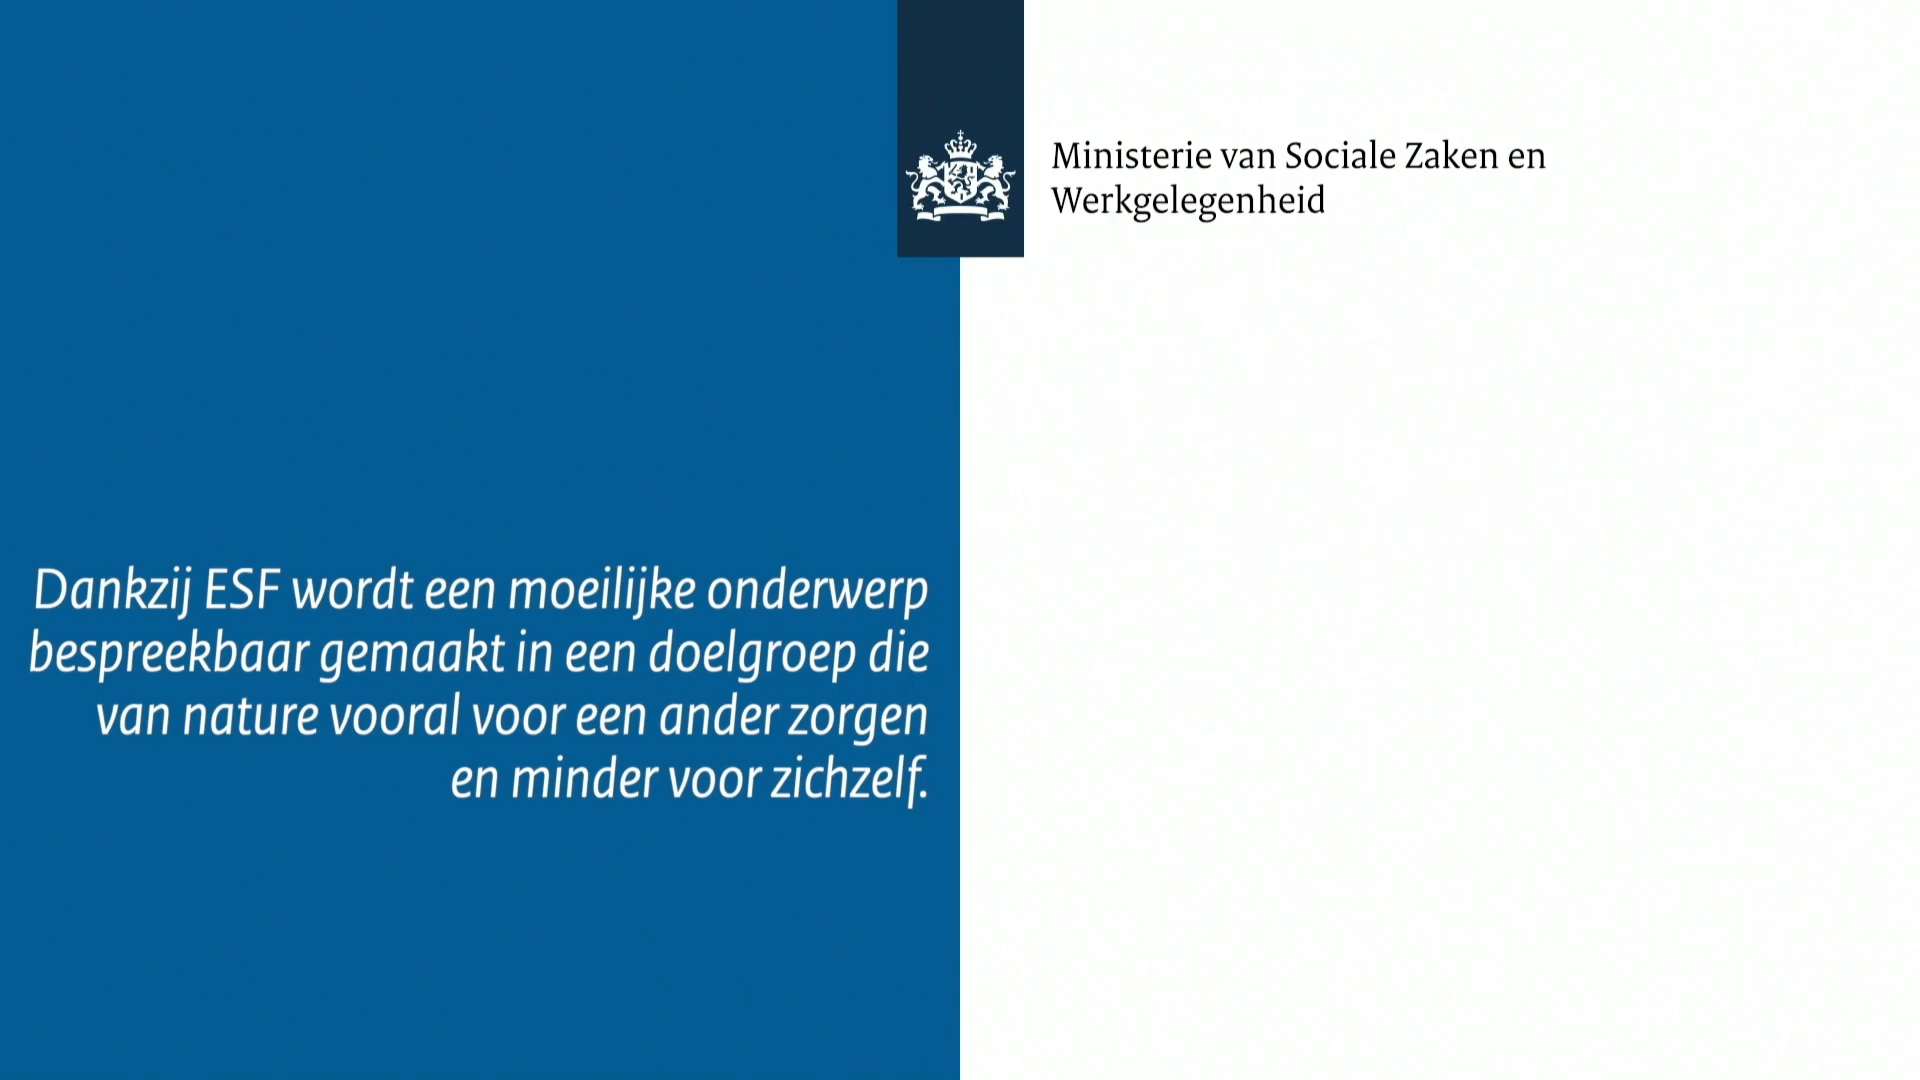 Ministerie van Sociale Zaken en
Werkgelegenheid
Dankzij ESF wordt een moeilijke onderwerp
bespreekbaar gemaakt in een doelgroep die
van nature vooral voor een ander zorgen
en minder voor zichzelf.